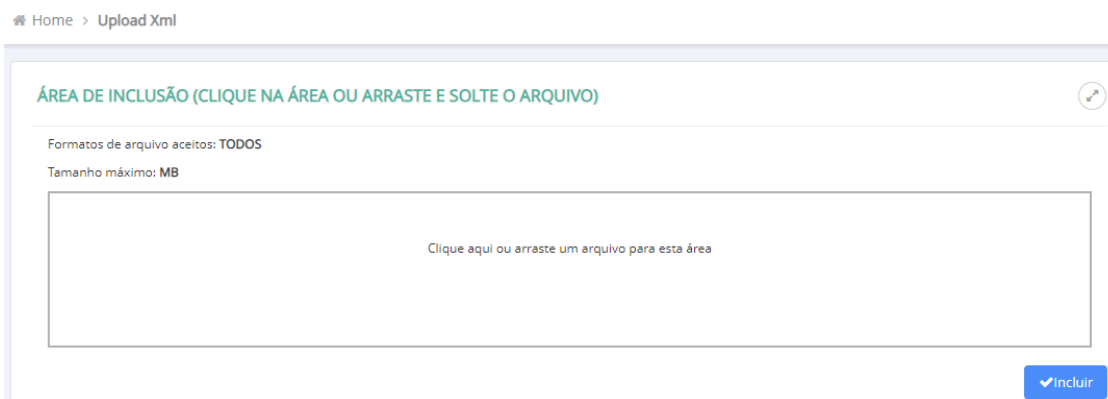 Home > Upload Xml
ÁREA DE INCLUSÃO (CLIQUE NA ÁREA OU ARRASTE E SOLTE O ARQUIVO)
Formatos de arquivo aceitos: TODOS
Tamanho máximo: MB
Clique aqui ou arraste um arquivo para esta área
Incluir